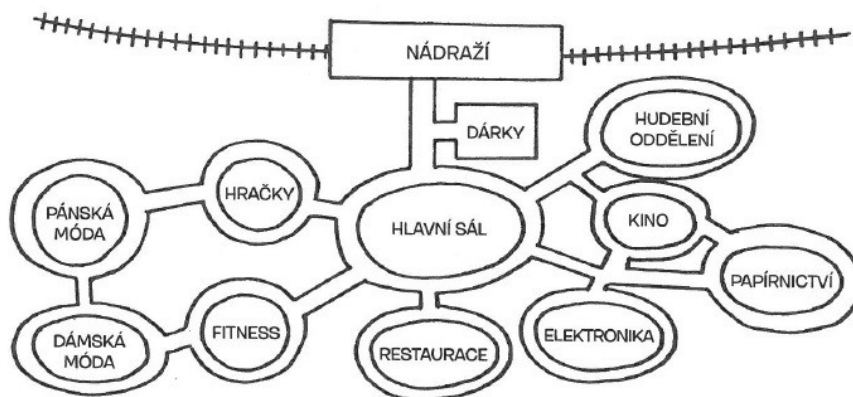 NÁDRAŽÍ
DÁRKY
HUDEBNÍ
ODDĚLENÍ
HRAČKY
PÁNSKÁ
MÓDA
HLAVNÍ SÁL
KINO
PAPÍRNICTVÍ
DÁMSKÁ
MÓDA
FITNESS
RESTAURACE
ELEKTRONIKA